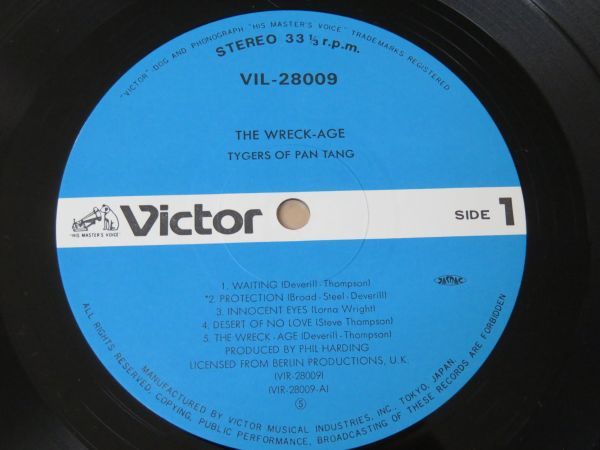 "VICTOR" DOG AND PHONOGRAPH "HIS MASTER'S VOICE" TRADEMARKS REGISTERED
STEREO 33 1/3 r.p.m.
VIL-28009
THE WRECK-AGE
TYGERS OF PAN TANG
"HIS MASTER'S VOICE"
Victor
SIDE 1
1. WAITING (Deverill-Thompson)
*2. PROTECTION (Broad-Steel-Deverill)
3. INNOCENT EYES (Lorna Wright)
4. DESERT OF NO LOVE (Steve Thompson)
5. THE WRECK-AGE (Deverill-Thompson)
PRODUCED BY PHIL HARDING
LICENSED FROM BERLIN PRODUCTIONS, U.K.
(VIR-28009)
(VIR-28009-A)
Ⓢ
JASRAC
MANUFACTURED BY VICTOR MUSICAL INDUSTRIES, INC., TOKYO, JAPAN.
ALL RIGHTS RESERVED, COPYING, PUBLIC PERFORMANCE, BROADCASTING OF THESE RECORDS ARE FORBIDDEN